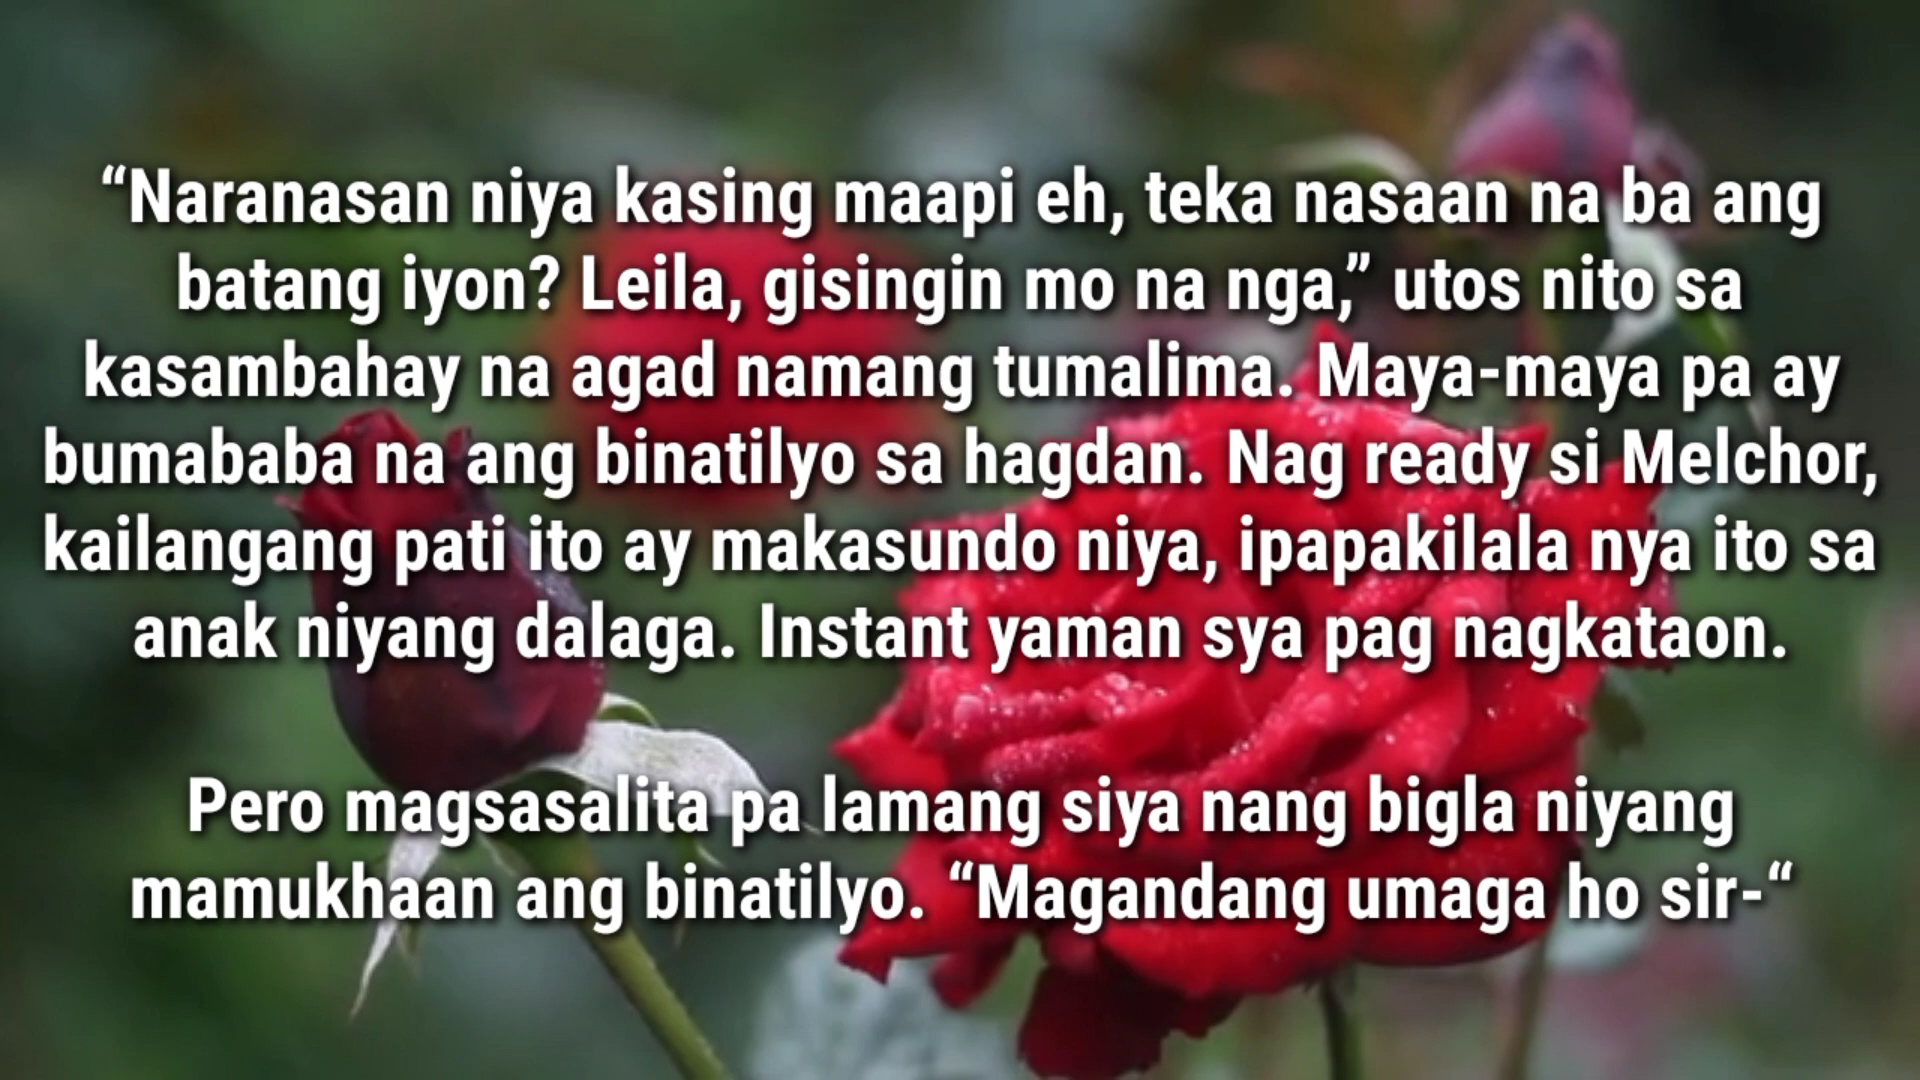 “Naranasan niya kasing maapi eh, teka nasaan na ba ang
batang iyon? Leila, gisingin mo na nga,” utos nito sa
kasambahay na agad namang tumalima. Maya-maya pa ay
bumababa na ang binatilyo sa hagdan. Nag ready si Melchor,
kailangang pati ito ay makasundo niya, ipapakilala nya ito sa
anak niyang dalaga. Instant yaman sya pag nagkataon.
Pero magsasalita pa lamang siya nang bigla niyang
mamukhaan ang binatilyo. “Magandang umaga ho sir-“